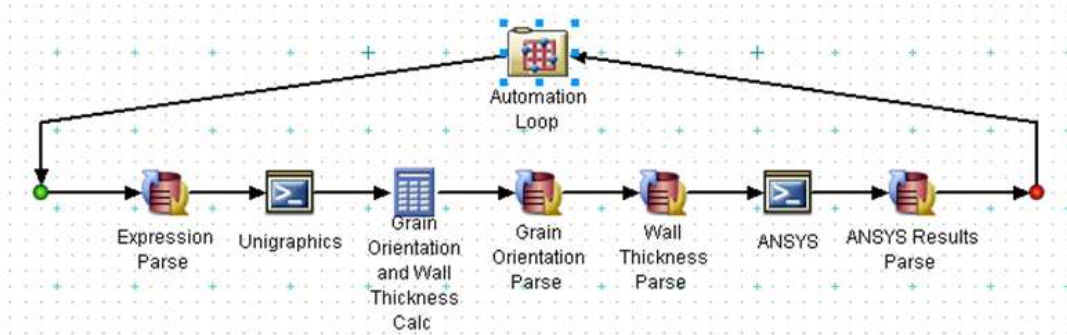 Automation
Loop
Expression
Parse
Unigraphics
Grain
Orientation
and Wall
Thickness
Calc
Grain
Orientation
Parse
Wall
Thickness
Parse
ANSYS
ANSYS Results
Parse